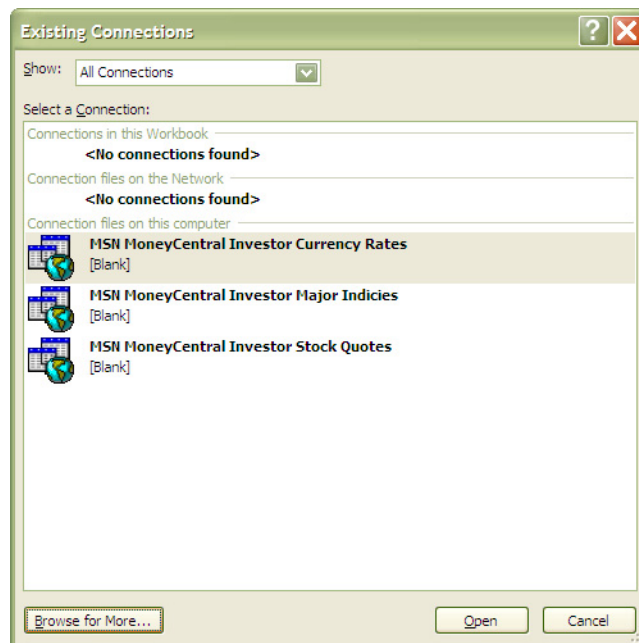 Existing Connections
Show: All Connections
Select a Connection:
Connections in this Workbook
<No connections found>
Connection files on the Network
<No connections found>
Connection files on this computer
MSN MoneyCentral Investor Currency Rates
[Blank]
MSN MoneyCentral Investor Major Indicies
[Blank]
MSN MoneyCentral Investor Stock Quotes
[Blank]
Browse for More... Open Cancel